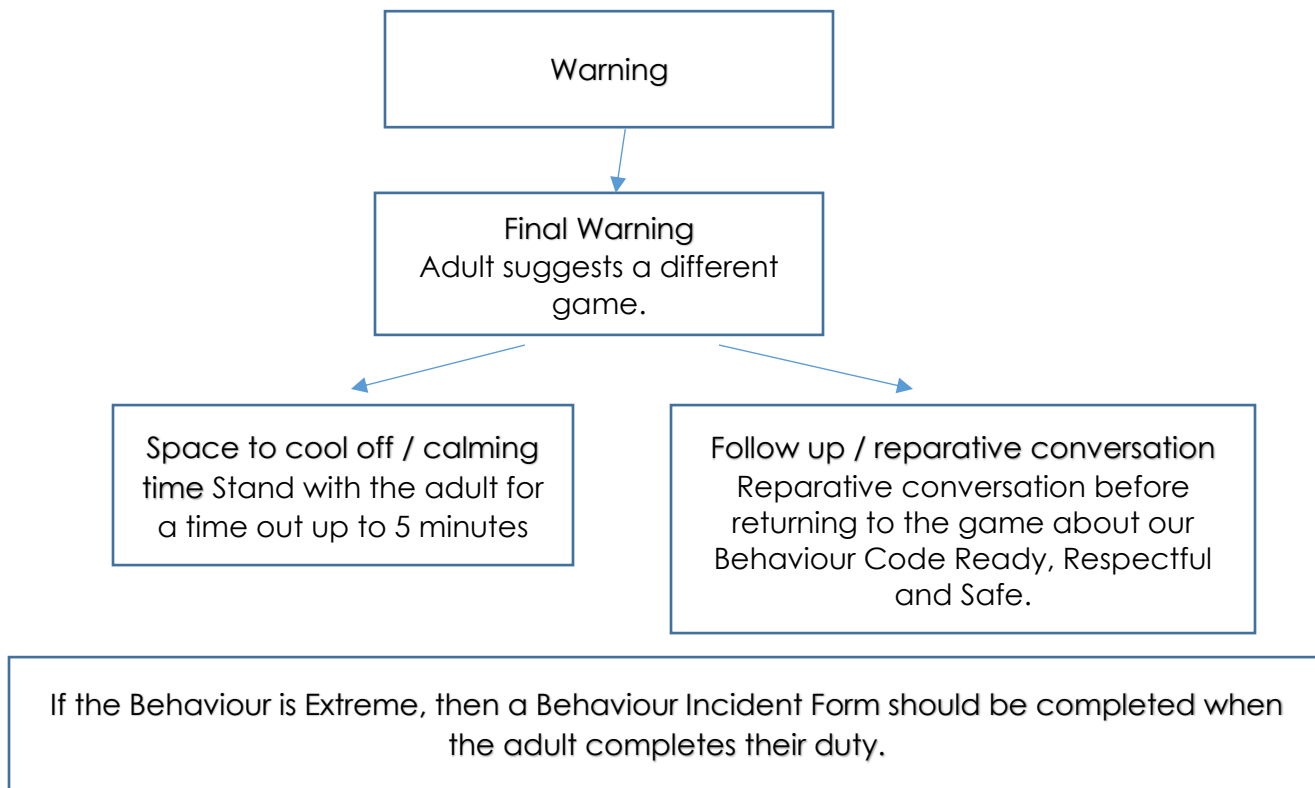 Warning
Final Warning
Adult suggests a different
game.
Space to cool off / calming
time Stand with the adult for
a time out up to 5 minutes
Follow up / reparative conversation
Reparative conversation before
returning to the game about our
Behaviour Code Ready, Respectful
and Safe.
If the Behaviour is Extreme, then a Behaviour Incident Form should be completed when
the adult completes their duty.